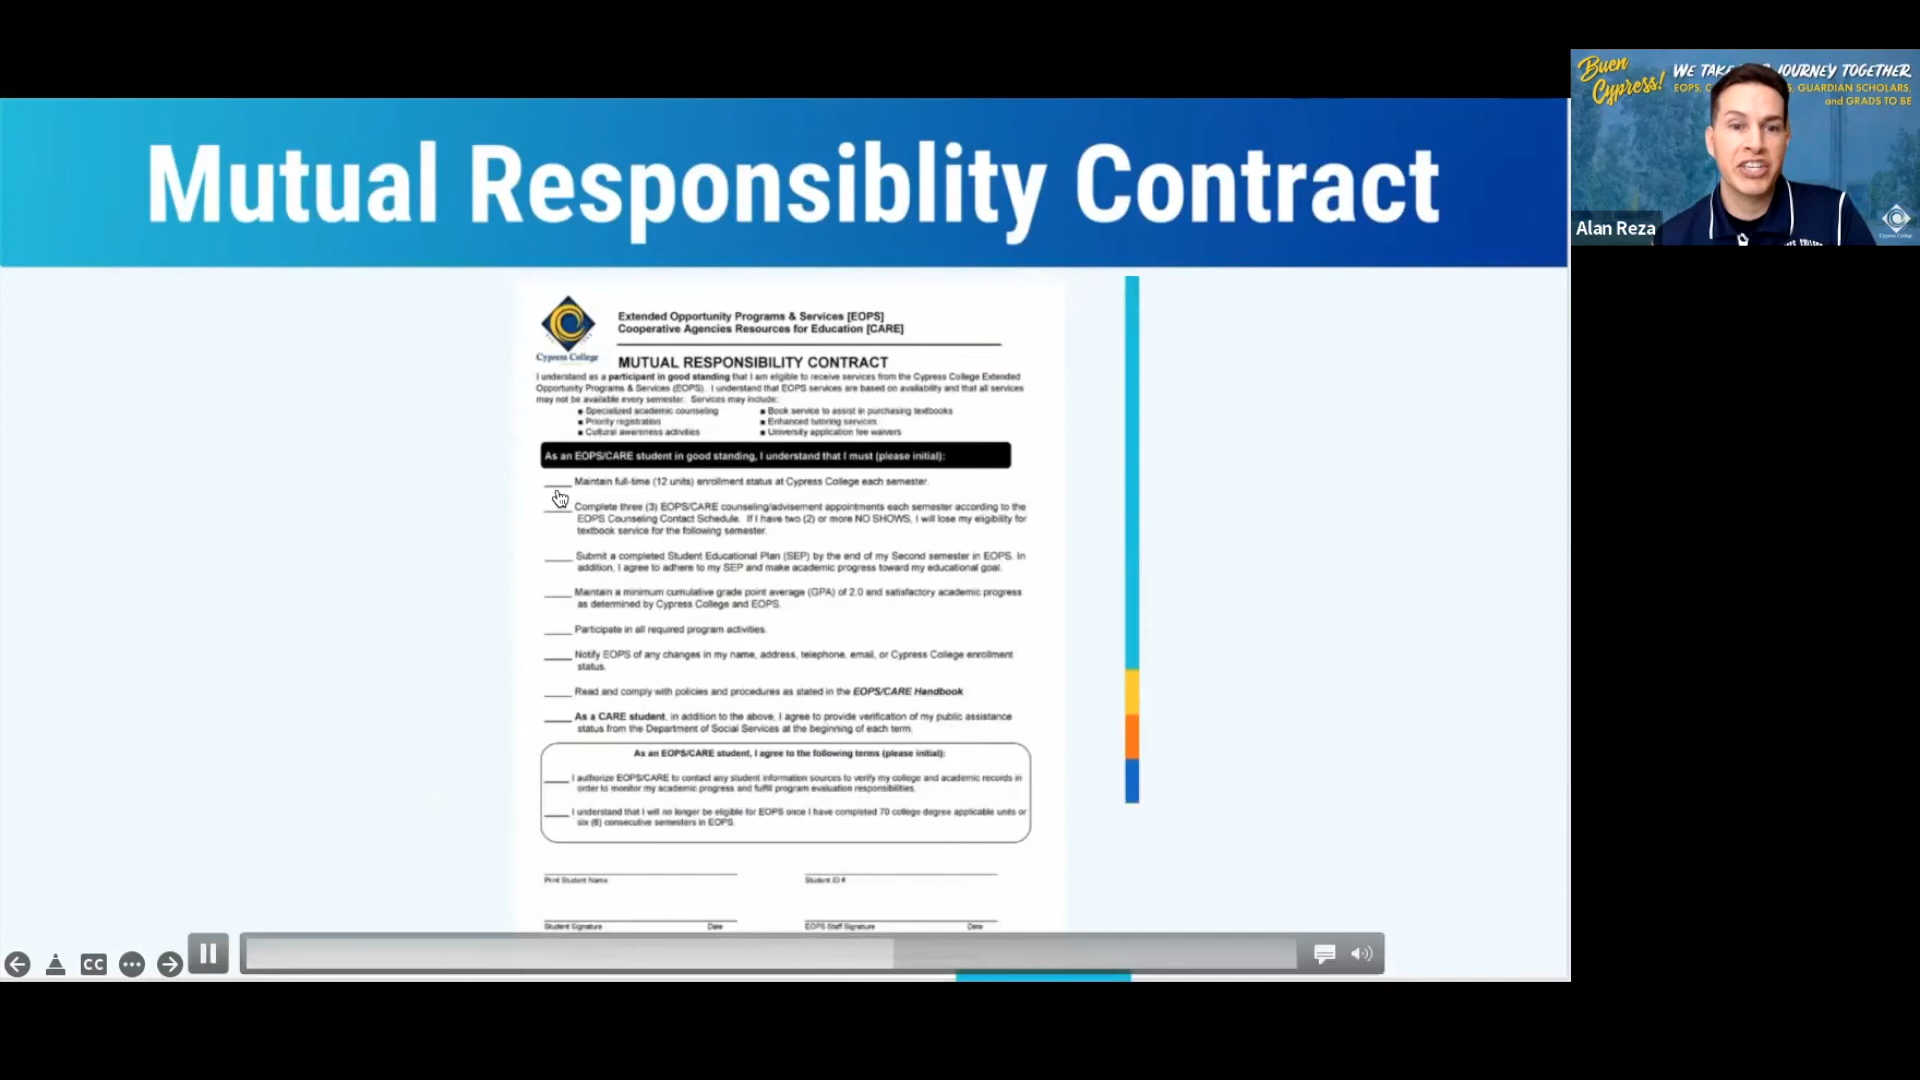 Buen Cypress!
WE TAKE JOURNEY TOGETHER
EOPS, GUARDIAN SCHOLARS,
and GRADS TO BE
Alan Reza
Mutual Responsiblity Contract
Cypress College
Extended Opportunity Programs & Services [EOPS]
Cooperative Agencies Resources for Education [CARE]
MUTUAL RESPONSIBILITY CONTRACT
I understand as a participant in good standing that I am eligible to receive services from the Cypress College Extended
Opportunity Programs & Services (EOPS). I understand that EOPS services are based on availability and that all services
may not be available every semester. Services may include:
▪ Specialized academic counseling
▪ Priority registration
▪ Cultural awareness activities
▪ Book service to assist in purchasing textbooks
▪ Enhanced tutoring services
▪ University application fee waivers
As an EOPS/CARE student in good standing, I understand that I must (please initial):
____ Maintain full-time (12 units) enrollment status at Cypress College each semester.
____ Complete three (3) EOPS/CARE counseling/advisement appointments each semester according to the
EOPS Counseling Contact Schedule. If I have two (2) or more NO SHOWS, I will lose my eligibility for
textbook service for the following semester.
____ Submit a completed Student Educational Plan (SEP) by the end of my Second semester in EOPS. In
addition, I agree to adhere to my SEP and make academic progress toward my educational goal.
____ Maintain a minimum cumulative grade point average (GPA) of 2.0 and satisfactory academic progress
as determined by Cypress College and EOPS.
____ Participate in all required program activities.
____ Notify EOPS of any changes in my name, address, telephone, email, or Cypress College enrollment
status.
____ Read and comply with policies and procedures as stated in the EOPS/CARE Handbook
____ As a CARE student, in addition to the above, I agree to provide verification of my public assistance
status from the Department of Social Services at the beginning of each term.
As an EOPS/CARE student, I agree to the following terms (please initial):
____ I authorize EOPS/CARE to contact any student information sources to verify my college and academic records in
order to monitor my academic progress and fulfill program evaluation responsibilities.
____ I understand that I will no longer be eligible for EOPS once I have completed 70 college degree applicable units or
six (6) consecutive semesters in EOPS.
Print Student Name
Student ID #
Student Signature Date
EOPS Staff Signature Date
CC